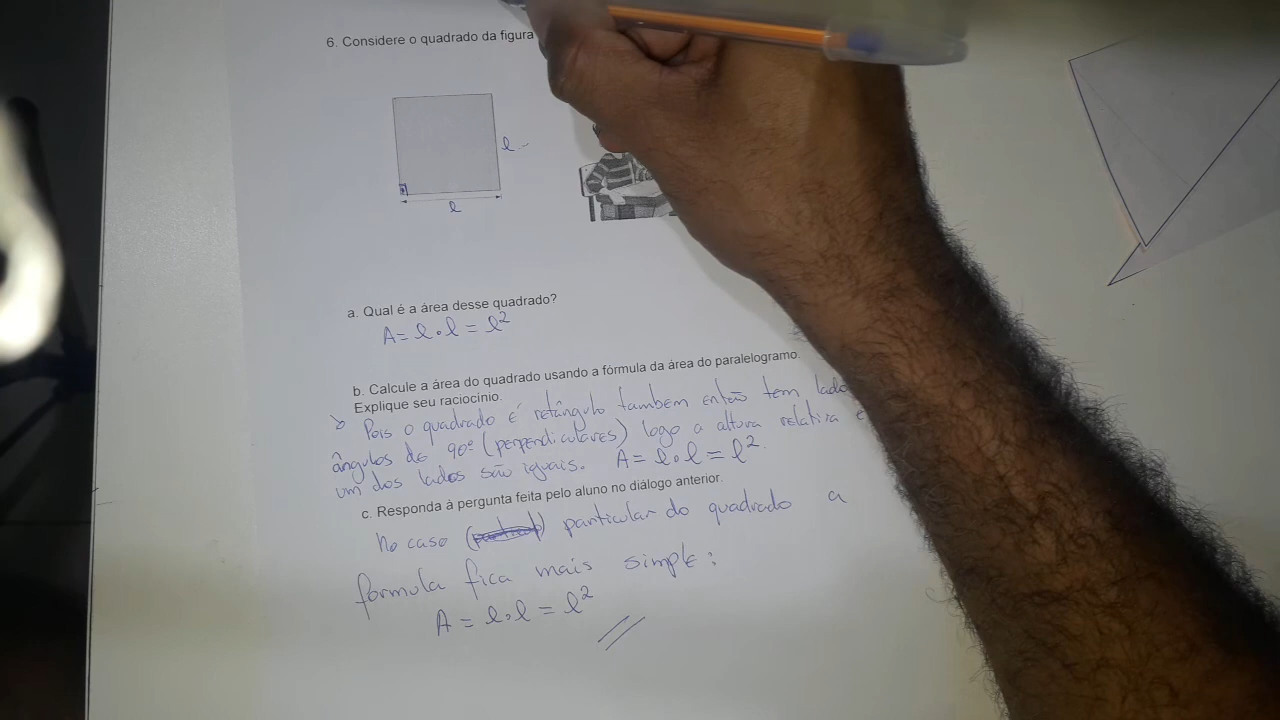 6. Considere o quadrado da figura
l
l
a. Qual é a área desse quadrado?
A = l • l = l²
b. Calcule a área do quadrado usando a fórmula da área do paralelogramo.
Explique seu raciocínio.
Pois o quadrado é retângulo tambem então tem lado
ângulos de 90º (perpendiculares) logo a altura relativa
um dos lados são iguais. A = l • l = l².
c. Responda à pergunta feita pelo aluno no diálogo anterior.
No caso particular do quadrado a
formula fica mais simple:
A = l • l = l²